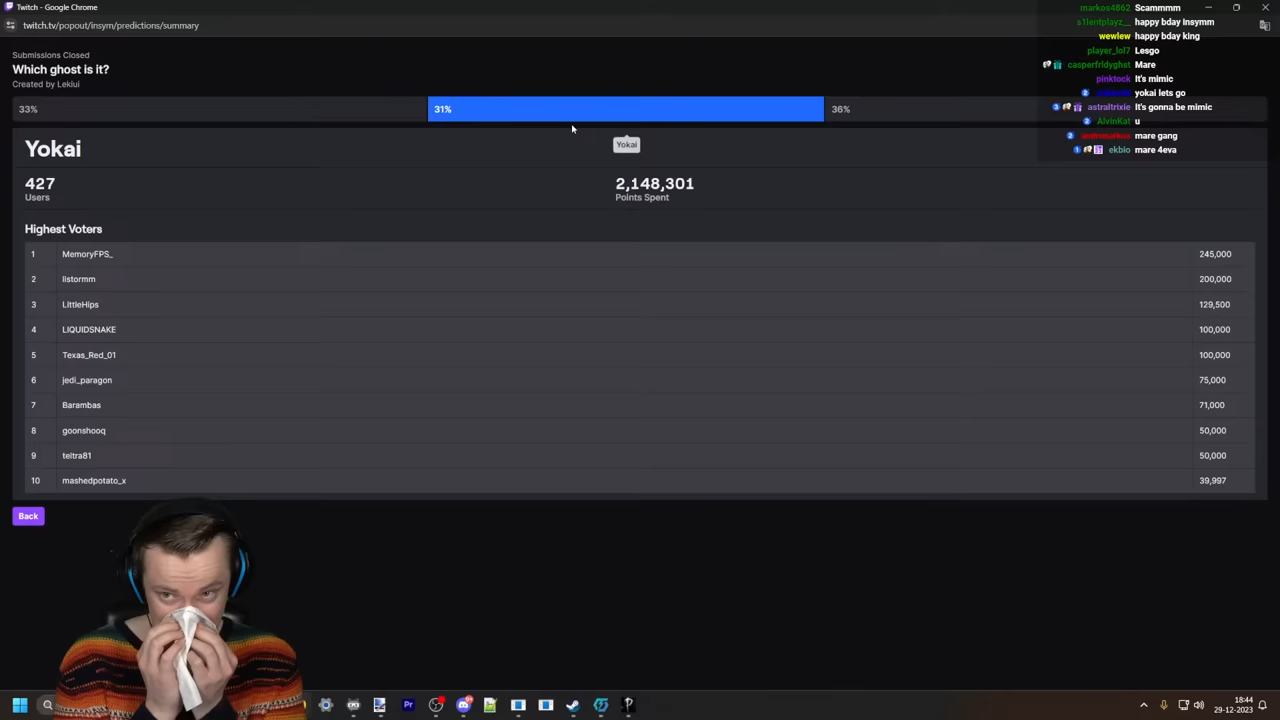 Twitch - Google Chrome
twitch.tv/popout/insym/predictions/summary
Submissions Closed
Which ghost is it?
Created by Lekiui
33%
31%
36%
Yokai
Yokai
427
Users
2,148,301
Points Spent
Highest Voters
1 MemoryFPS_ 245,000
2 listormm 200,000
3 LittleHips 129,500
4 LIQUIDSNAKE 100,000
5 Texas_Red_01 100,000
6 jedi_paragon 75,000
7 Barambas 71,000
8 goonshooq 50,000
9 teltra81 50,000
10 mashedpotato_x 39,997
Back
markos4862 Scammmm
s1lentplayz__ happy bday Insymm
wewlew happy bday king
player_lol7 Lesgo
casperfrldyghst Mare
pinktock It's mimic
yokai lets go
astraltrixie It's gonna be mimic
AlvinKat u
mare gang
ekbio mare 4eva
18:44
29-12-2023